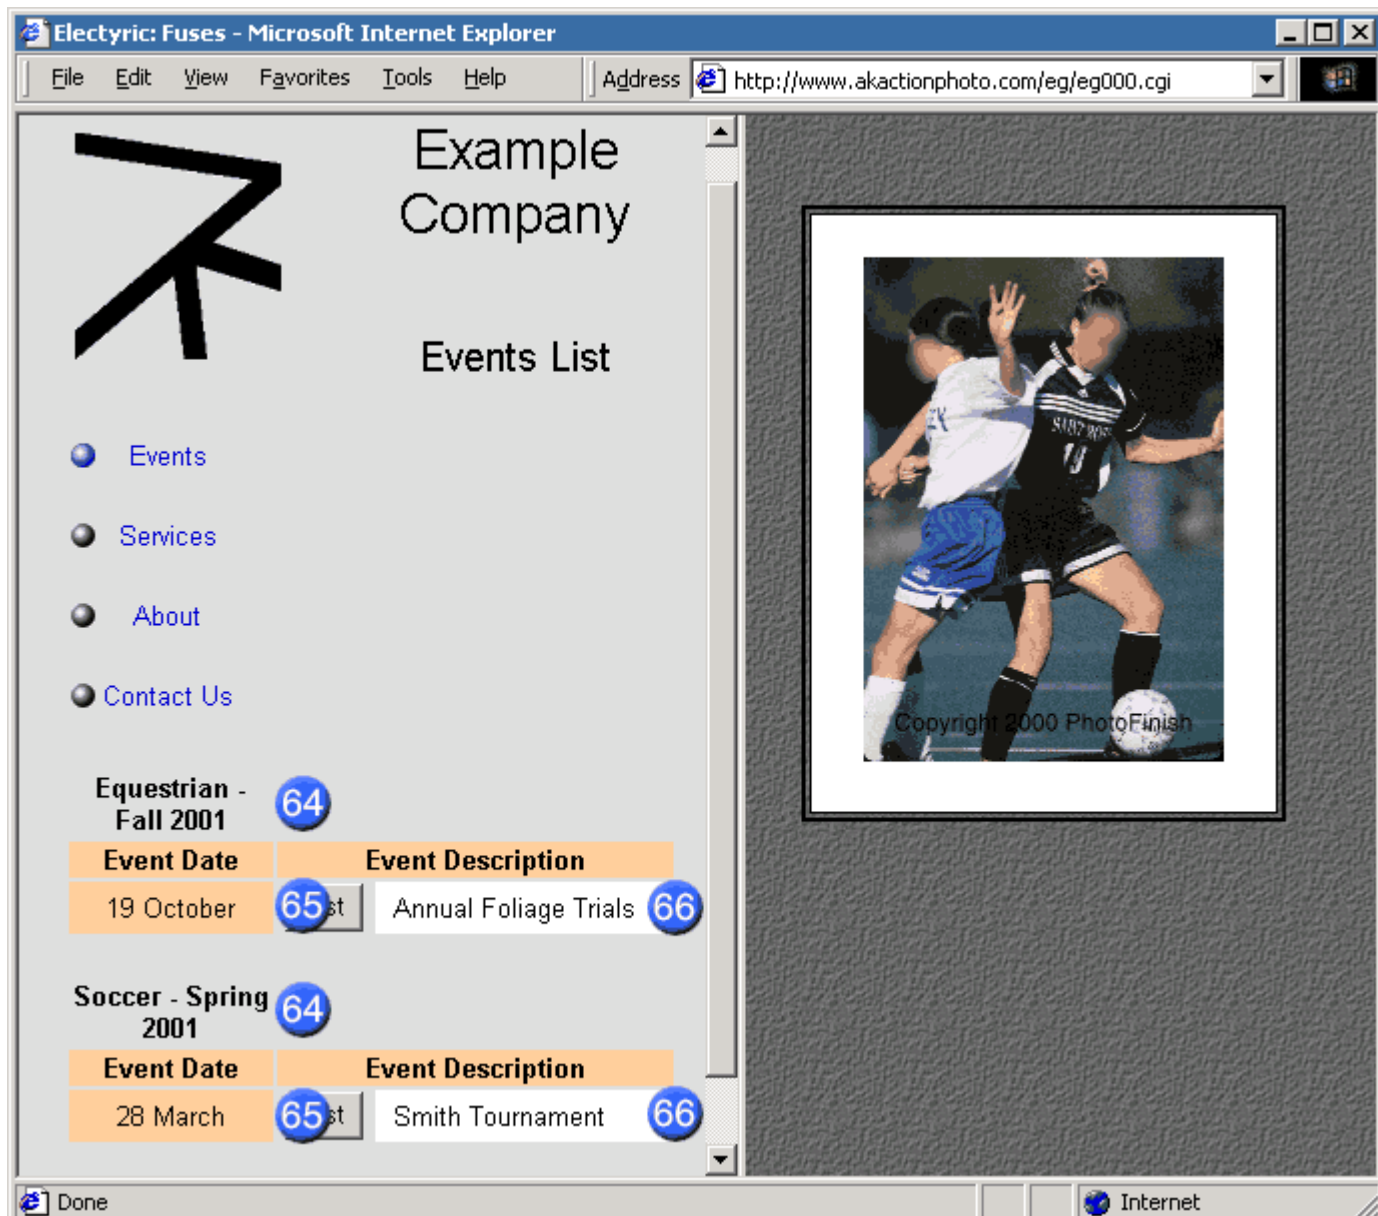 Electyric: Fuses - Microsoft Internet Explorer
File Edit View Favorites Tools Help Address http://www.akactionphoto.com/eg/eg000.cgi
Example
Company
Events List
Events
Services
About
Contact Us
Equestrian -
Fall 2001
64
Event Date Event Description
19 October 65 st Annual Foliage Trials 66
Soccer - Spring
2001
64
Event Date Event Description
28 March 65 st Smith Tournament 66
19
Copyright 2000 PhotoFinish
Done Internet